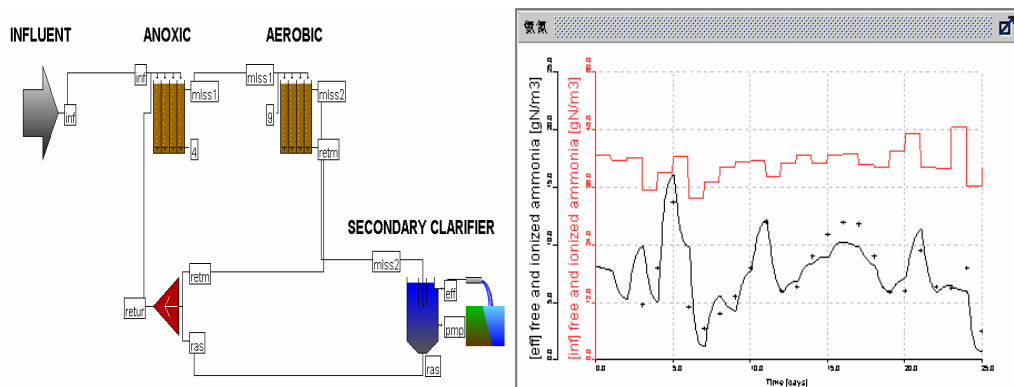 INFLUENT
ANOXIC
AEROBIC
inf
inf
mlss1
4
mlss1
9
mlss2
retm
SECONDARY CLARIFIER
mlss2
eff
pmp
ras
retm
retur
ras
氨氮
[eff] free and ionized ammonia [gN/m3]
[inf] free and ionized ammonia [gN/m3]
0.0
5.0
10.0
15.0
20.0
25.0
Time [days]